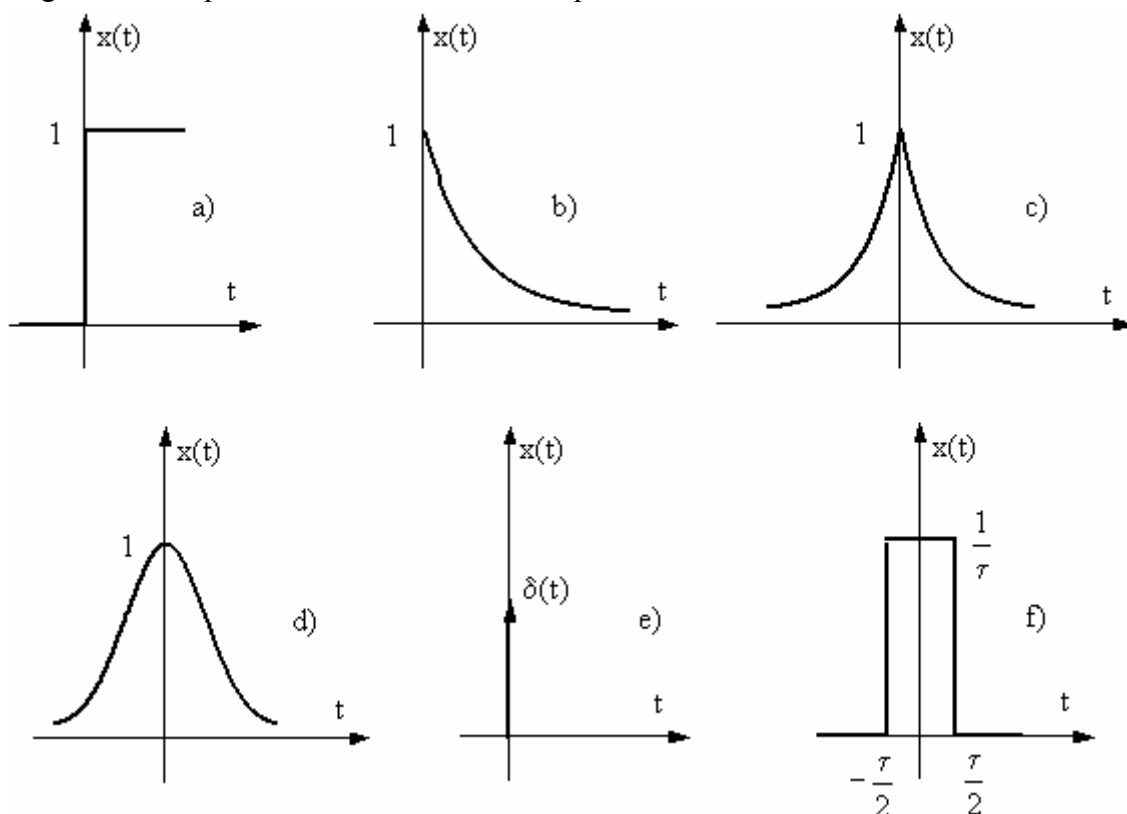 x(t)
1
a)
t
x(t)
1
b)
t
x(t)
1
c)
t
x(t)
1
d)
t
x(t)
δ(t)
e)
t
x(t)
1/τ
f)
t
-τ/2
τ/2